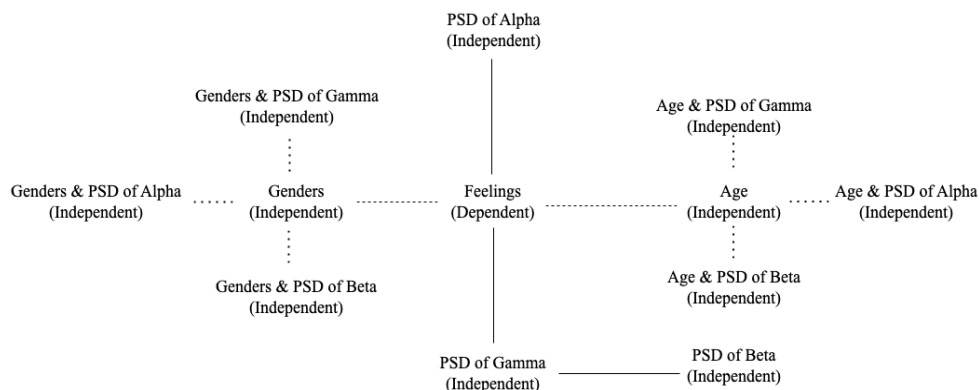 PSD of Alpha
(Independent)
Genders & PSD of Gamma
(Independent)
Age & PSD of Gamma
(Independent)
Genders & PSD of Alpha
(Independent)
Genders
(Independent)
Feelings
(Dependent)
Age
(Independent)
Age & PSD of Alpha
(Independent)
Genders & PSD of Beta
(Independent)
Age & PSD of Beta
(Independent)
PSD of Gamma
(Independent)
PSD of Beta
(Independent)